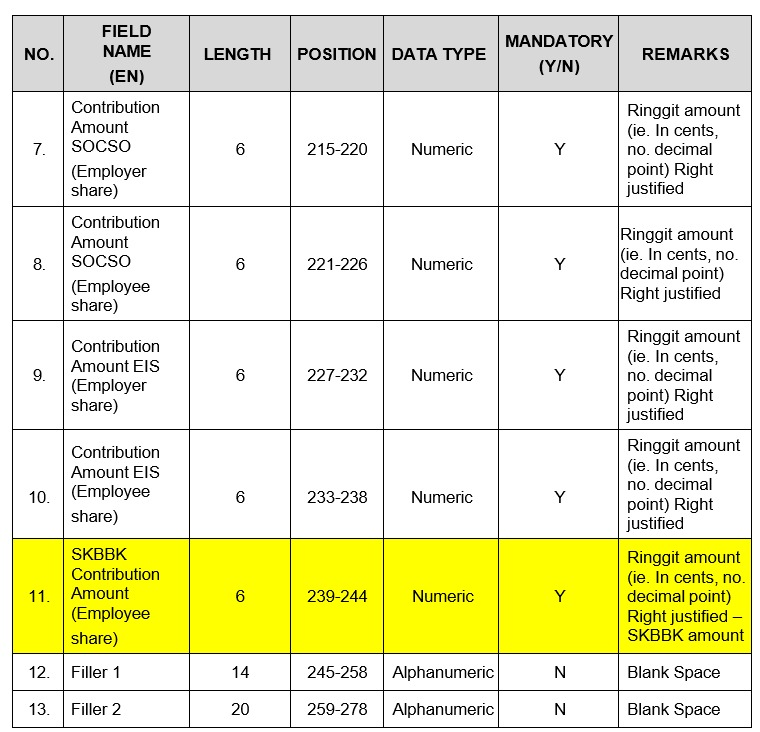 NO. FIELD NAME (EN) LENGTH POSITION DATA TYPE MANDATORY (Y/N) REMARKS
7. Contribution Amount SOCSO (Employer share) 6 215-220 Numeric Y Ringgit amount (ie. In cents, no. decimal point) Right justified
8. Contribution Amount SOCSO (Employee share) 6 221-226 Numeric Y Ringgit amount (ie. In cents, no. decimal point) Right justified
9. Contribution Amount EIS (Employer share) 6 227-232 Numeric Y Ringgit amount (ie. In cents, no. decimal point) Right justified
10. Contribution Amount EIS (Employee share) 6 233-238 Numeric Y Ringgit amount (ie. In cents, no. decimal point) Right justified
11. SKBBK Contribution Amount (Employee share) 6 239-244 Numeric Y Ringgit amount (ie. In cents, no. decimal point) Right justified – SKBBK amount
12. Filler 1 14 245-258 Alphanumeric N Blank Space
13. Filler 2 20 259-278 Alphanumeric N Blank Space